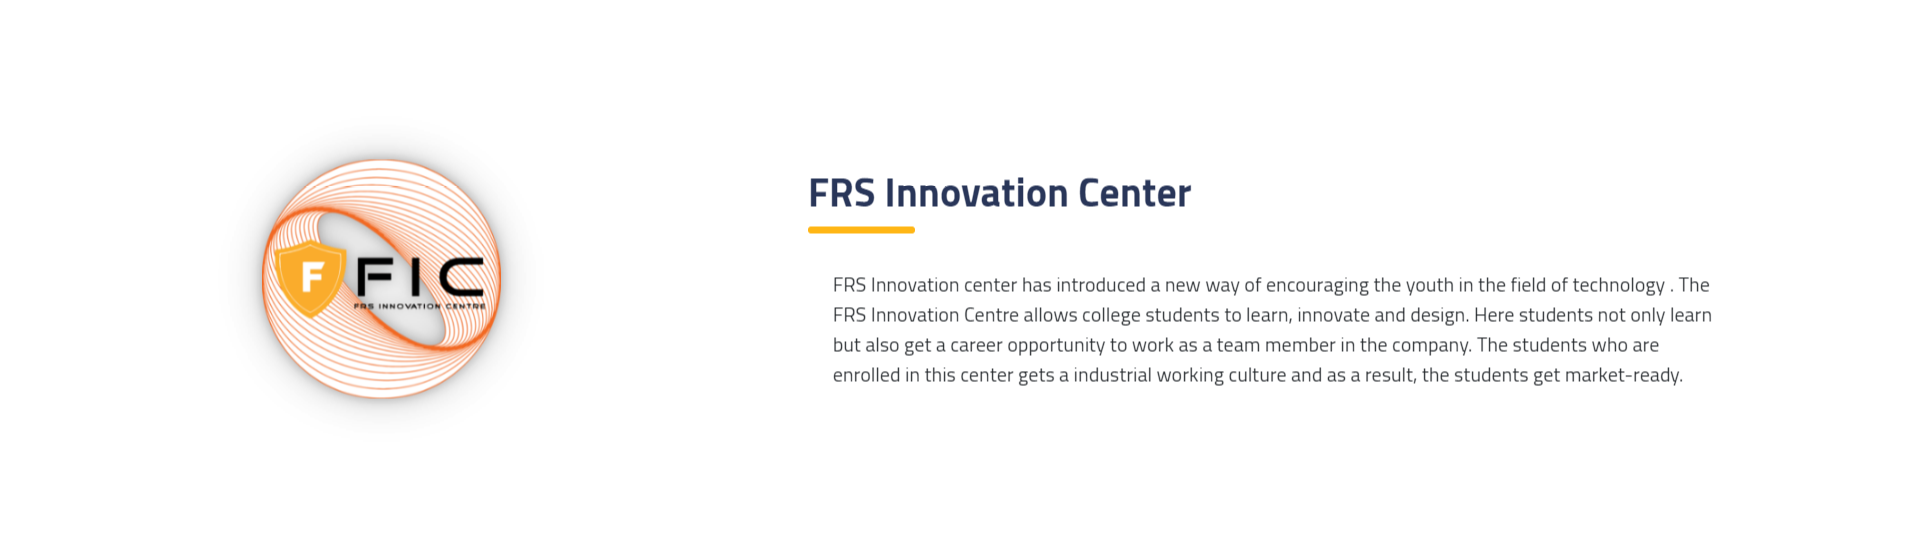 F FIC
FRS INNOVATION CENTRE
FRS Innovation Center
FRS Innovation center has introduced a new way of encouraging the youth in the field of technology . The
FRS Innovation Centre allows college students to learn, innovate and design. Here students not only learn
but also get a career opportunity to work as a team member in the company. The students who are
enrolled in this center gets a industrial working culture and as a result, the students get market-ready.